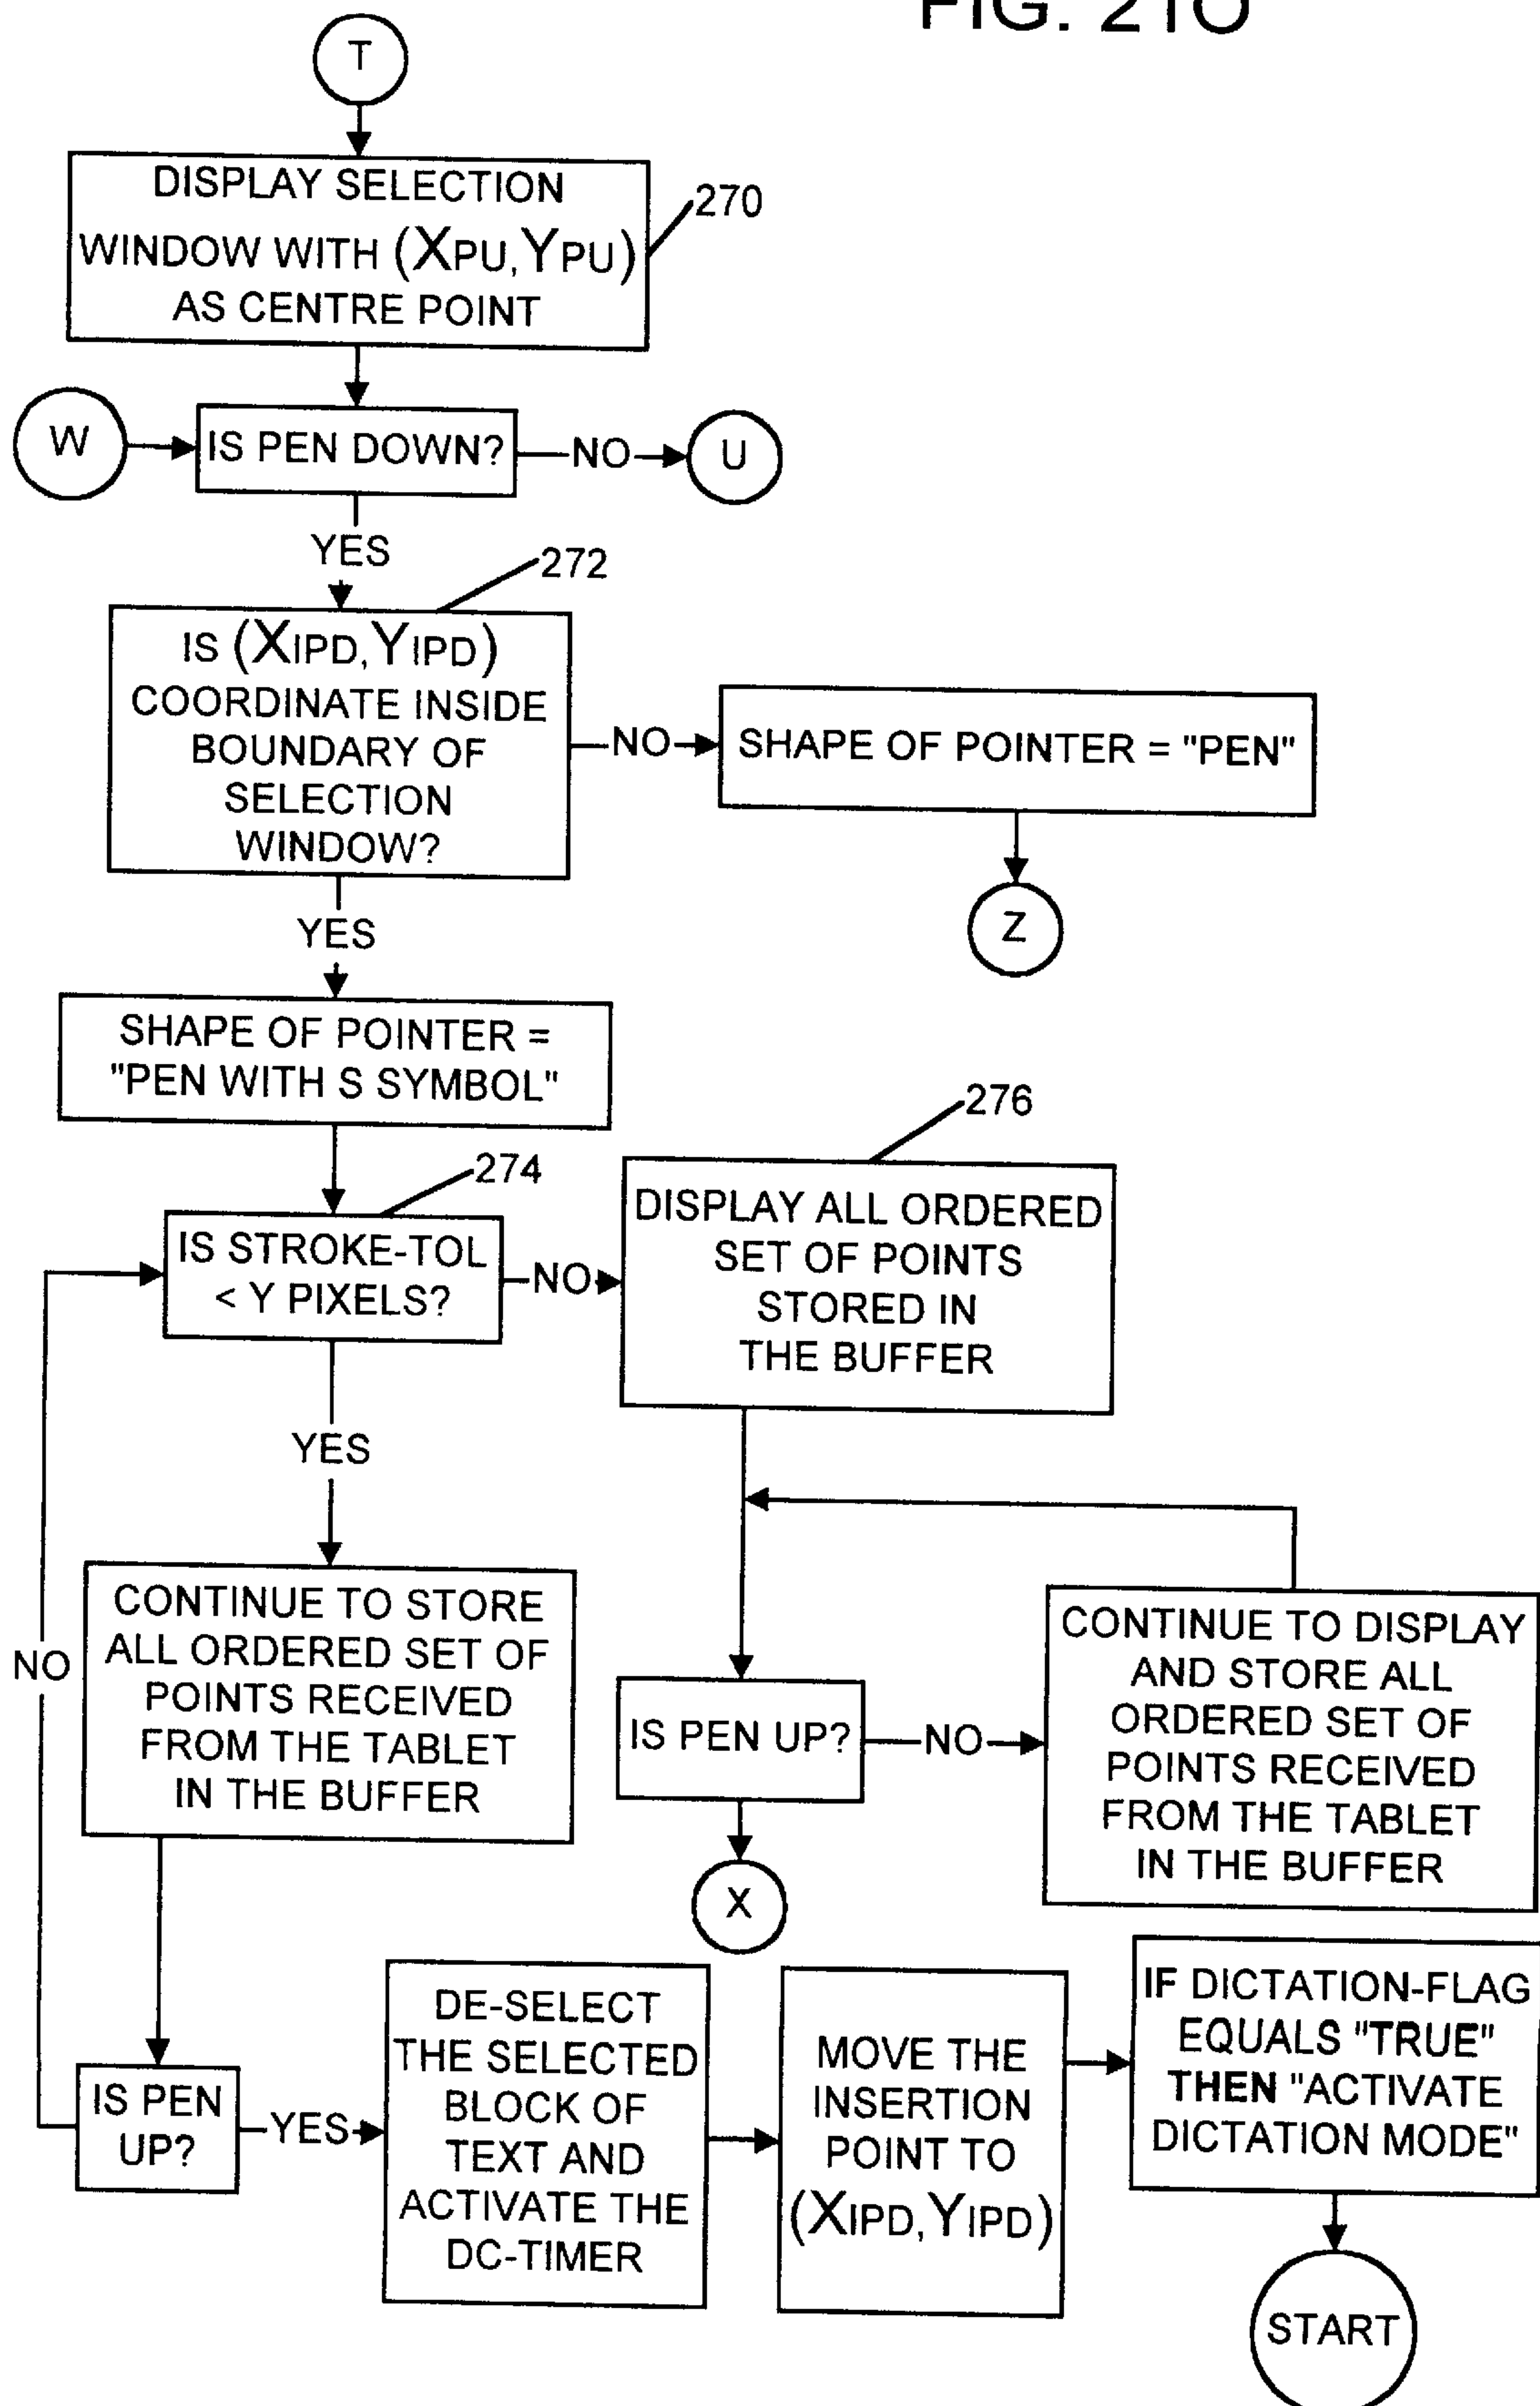 FIG. 21O
T
DISPLAY SELECTION
WINDOW WITH (XPU, YPU)
AS CENTRE POINT
270
W
IS PEN DOWN?
NO
U
YES
272
IS (XIPD, YIPD)
COORDINATE INSIDE
BOUNDARY OF
SELECTION
WINDOW?
NO
SHAPE OF POINTER = "PEN"
Z
YES
SHAPE OF POINTER =
"PEN WITH S SYMBOL"
274
276
IS STROKE-TOL
< Y PIXELS?
NO
DISPLAY ALL ORDERED
SET OF POINTS
STORED IN
THE BUFFER
YES
CONTINUE TO STORE
ALL ORDERED SET OF
POINTS RECEIVED
FROM THE TABLET
IN THE BUFFER
NO
IS PEN UP?
NO
CONTINUE TO DISPLAY
AND STORE ALL
ORDERED SET OF
POINTS RECEIVED
FROM THE TABLET
IN THE BUFFER
X
IS PEN
UP?
YES
DE-SELECT
THE SELECTED
BLOCK OF
TEXT AND
ACTIVATE THE
DC-TIMER
MOVE THE
INSERTION
POINT TO
(XIPD, YIPD)
IF DICTATION-FLAG
EQUALS "TRUE"
THEN "ACTIVATE
DICTATION MODE"
START